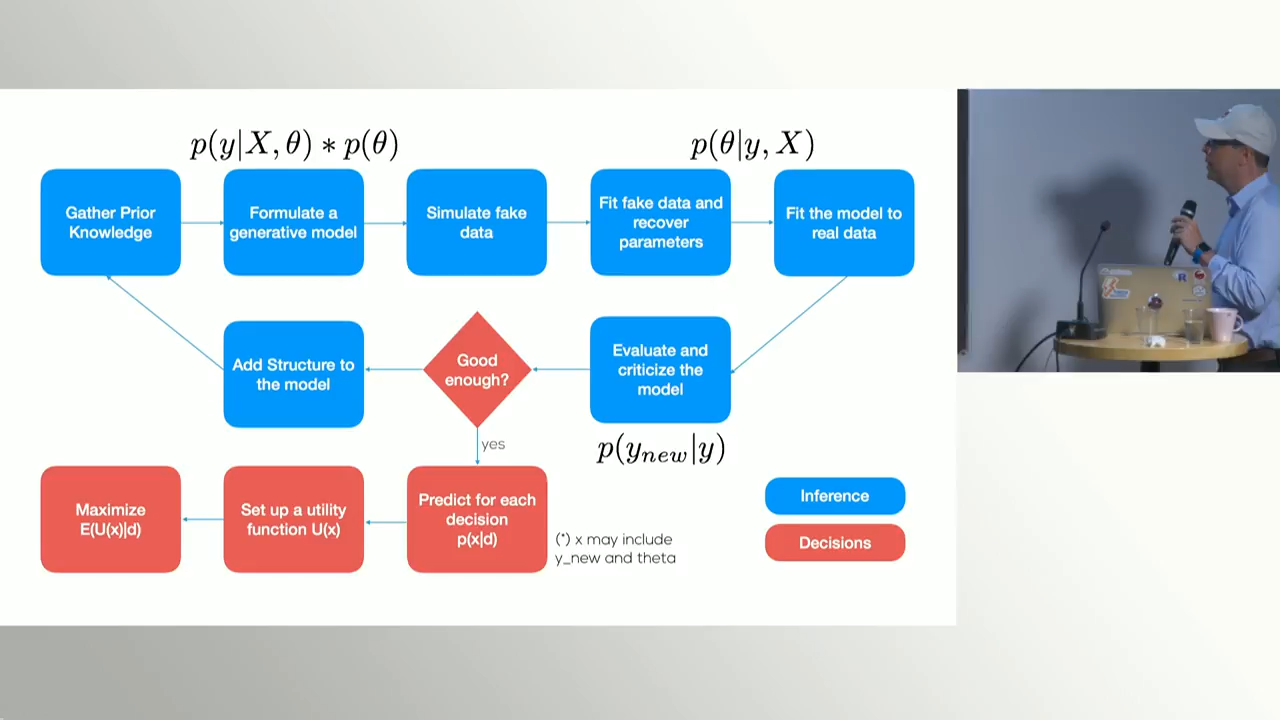 p(y|X, θ) ∗ p(θ)
p(θ|y, X)
Gather Prior
Knowledge
Formulate a
generative model
Simulate fake
data
Fit fake data and
recover
parameters
Fit the model to
real data
Add Structure to
the model
Good
enough?
Evaluate and
criticize the
model
yes
p(y_{new}|y)
Maximize
E(U(x)|d)
Set up a utility
function U(x)
Predict for each
decision
p(x|d)
(*) x may include
y_new and theta
Inference
Decisions
R